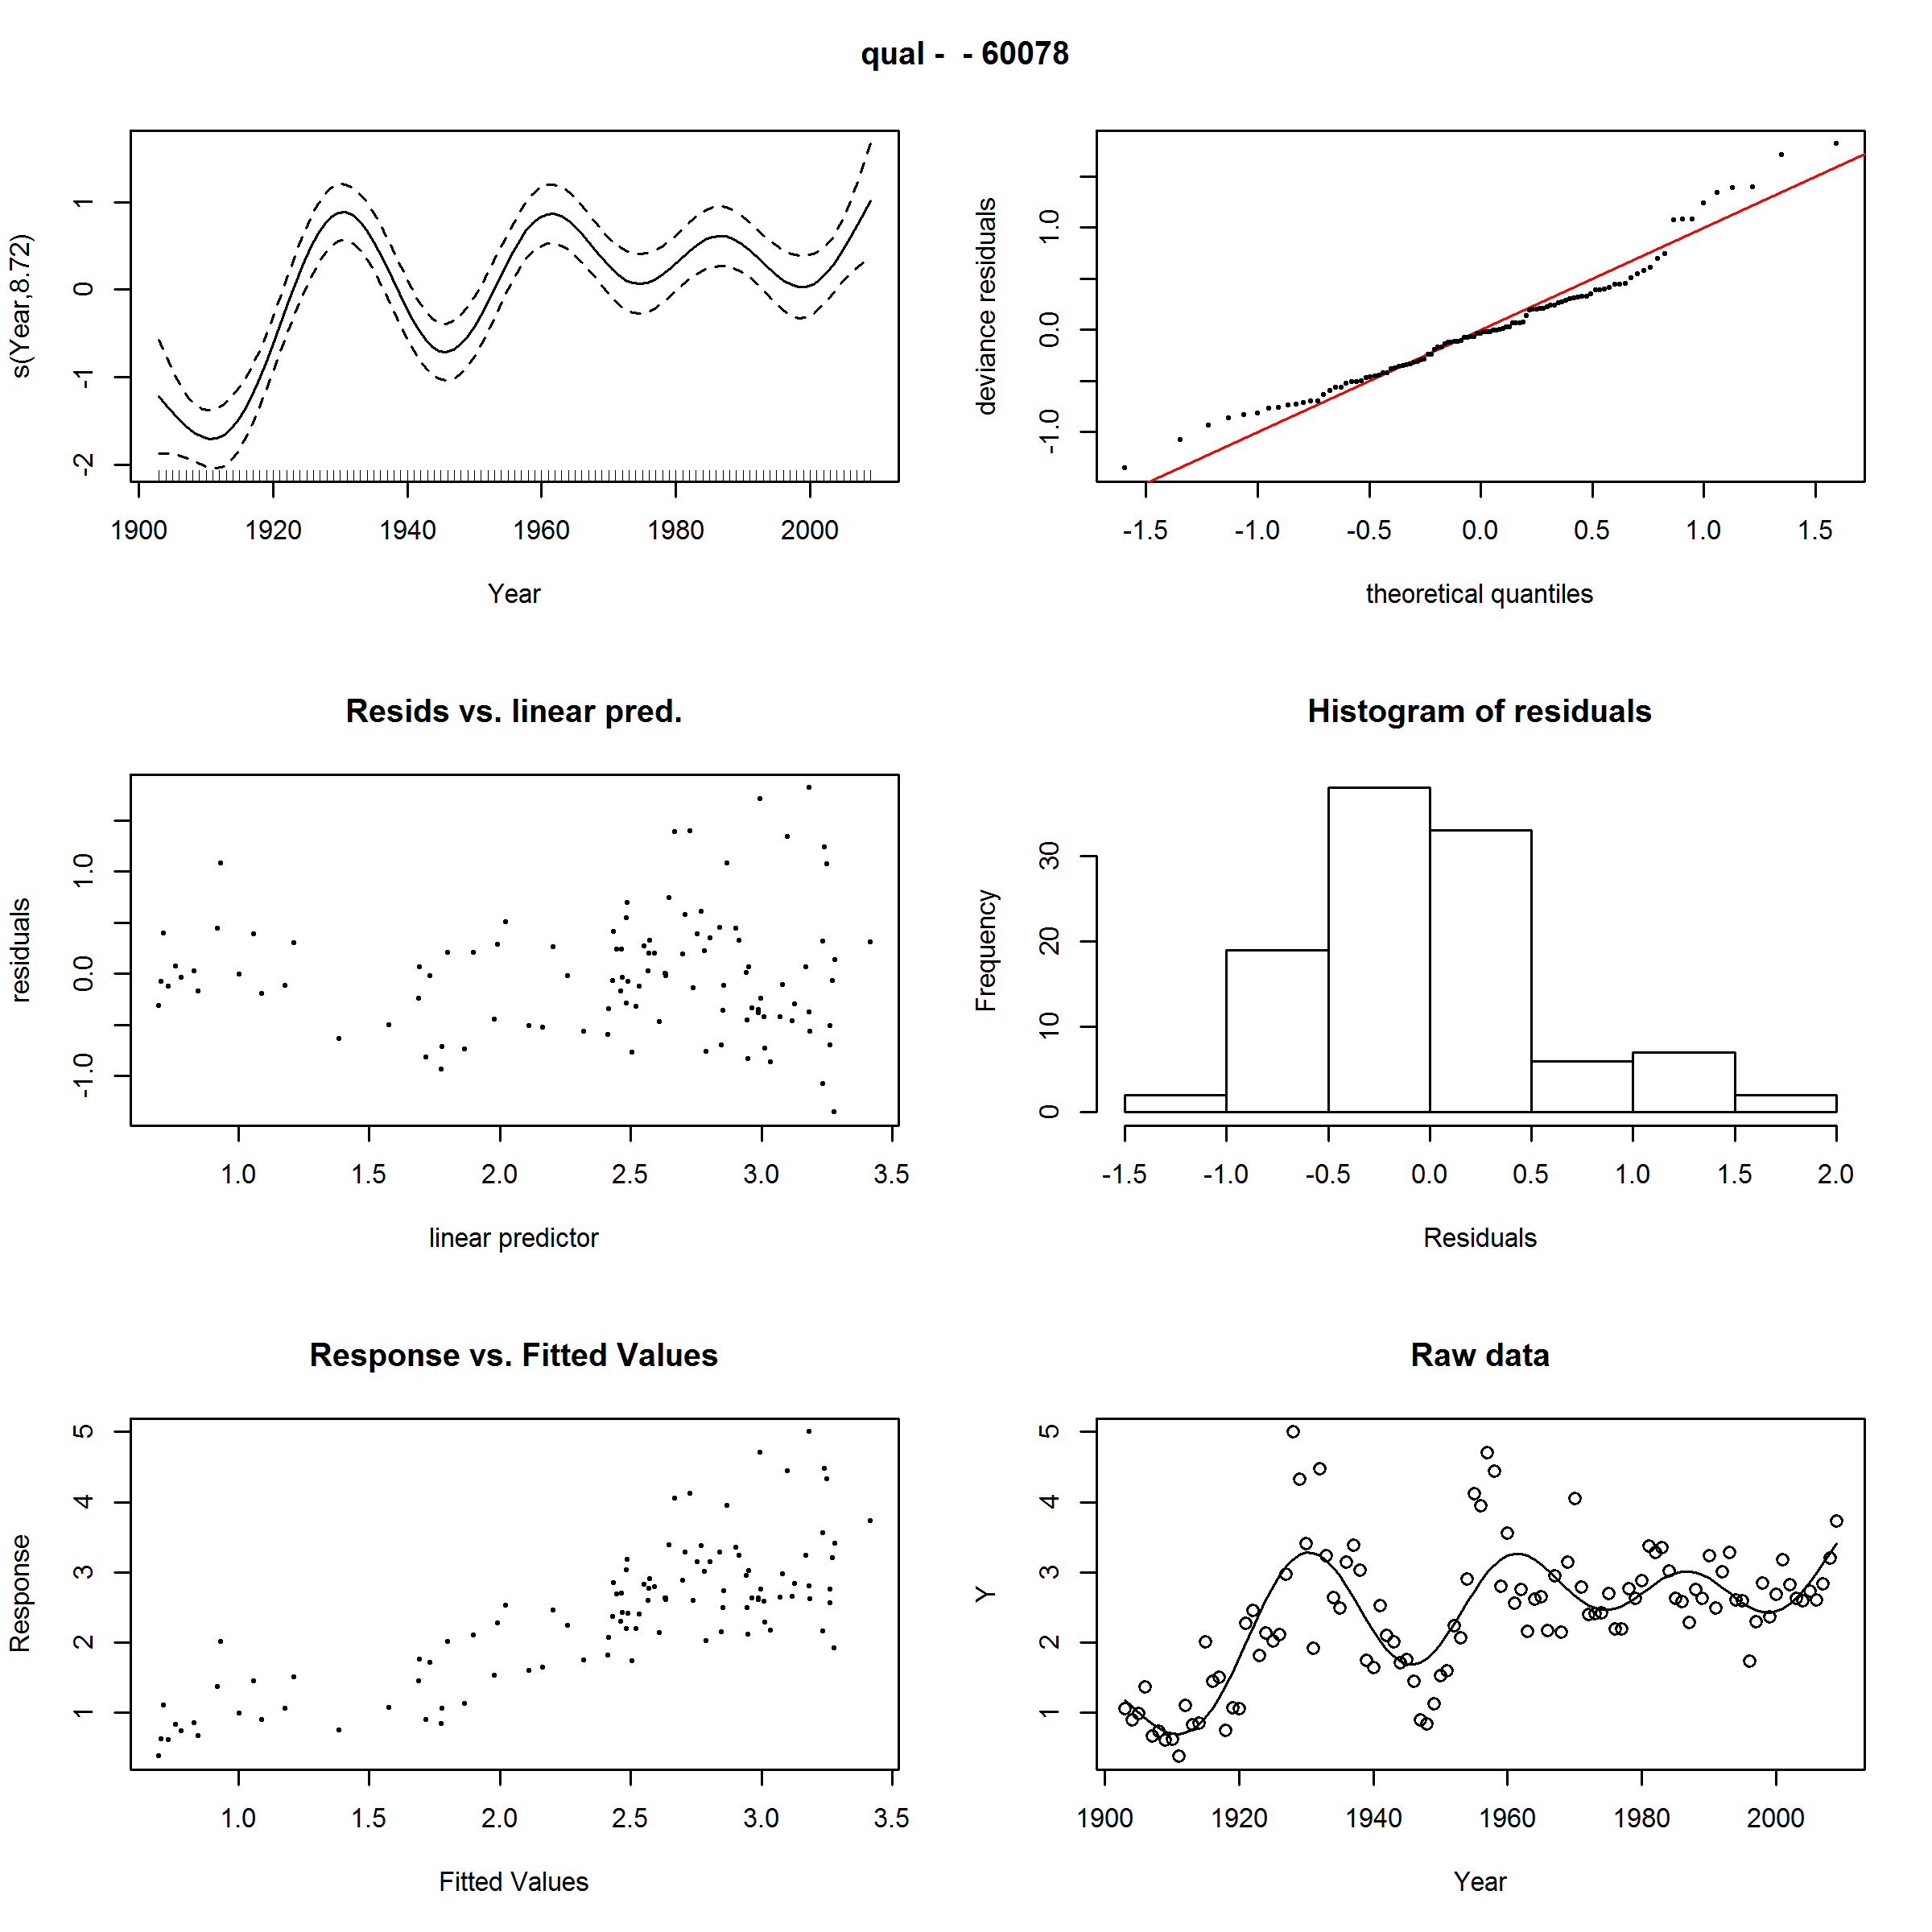 qual -  - 60078
s(Year,8.72)
1
0
-1
-2
1900 1920 1940 1960 1980 2000
Year
deviance residuals
1.0
0.0
-1.0
-1.5 -1.0 -0.5 0.0 0.5 1.0 1.5
theoretical quantiles
Resids vs. linear pred.
residuals
1.0
0.0
-1.0
1.0 1.5 2.0 2.5 3.0 3.5
linear predictor
Histogram of residuals
Frequency
30
20
10
0
-1.5 -1.0 -0.5 0.0 0.5 1.0 1.5 2.0
Residuals
Response vs. Fitted Values
Response
5
4
3
2
1
1.0 1.5 2.0 2.5 3.0 3.5
Fitted Values
Raw data
Y
5
4
3
2
1
1900 1920 1940 1960 1980 2000
Year